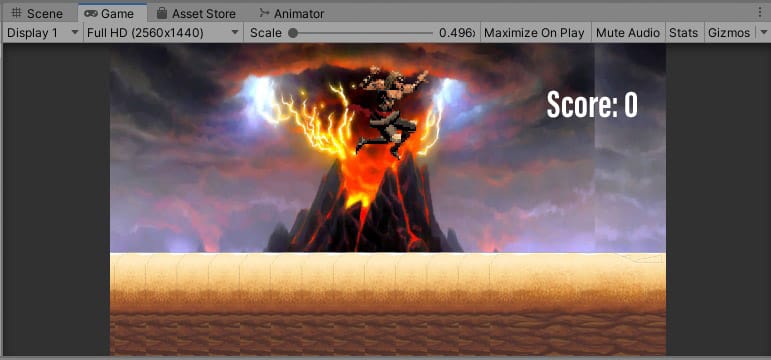 Scene Game Asset Store Animator
Display 1 Full HD (2560x1440) Scale 0.496x Maximize On Play Mute Audio Stats Gizmos
Score: 0